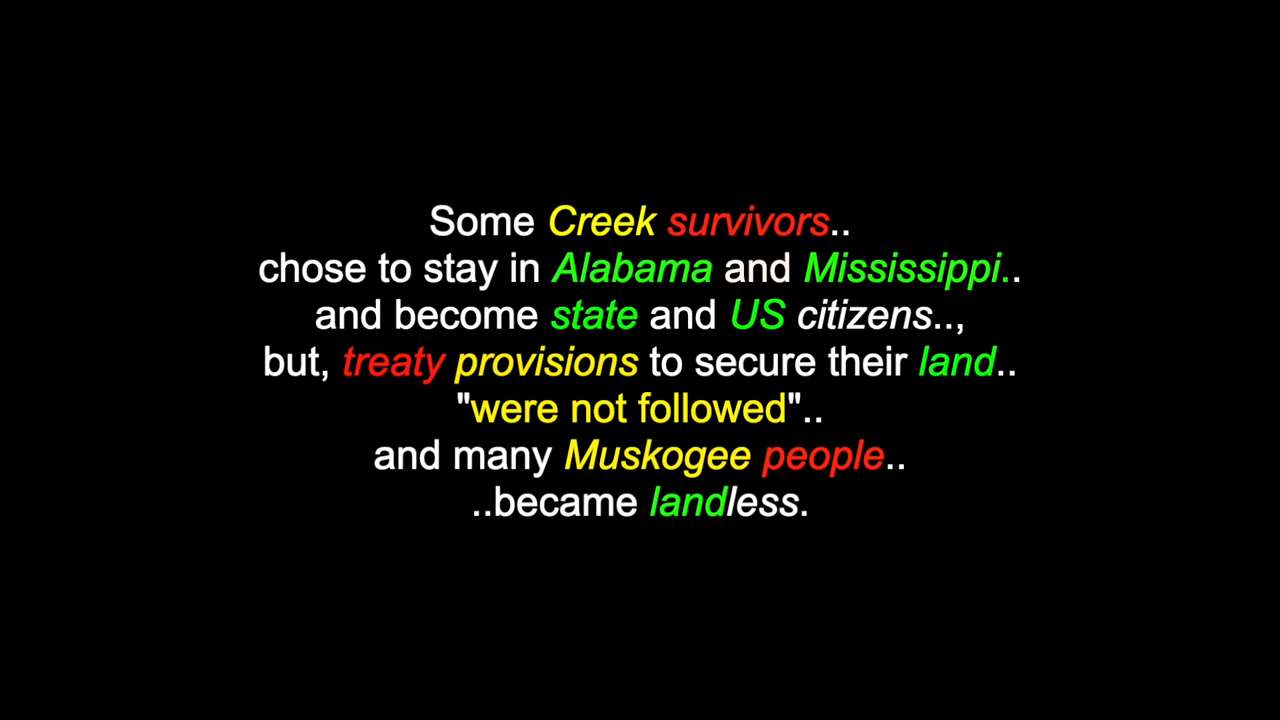 Some Creek survivors..
chose to stay in Alabama and Mississippi..
and become state and US citizens..,
but, treaty provisions to secure their land..
"were not followed"..
and many Muskogee people..
..became landless.